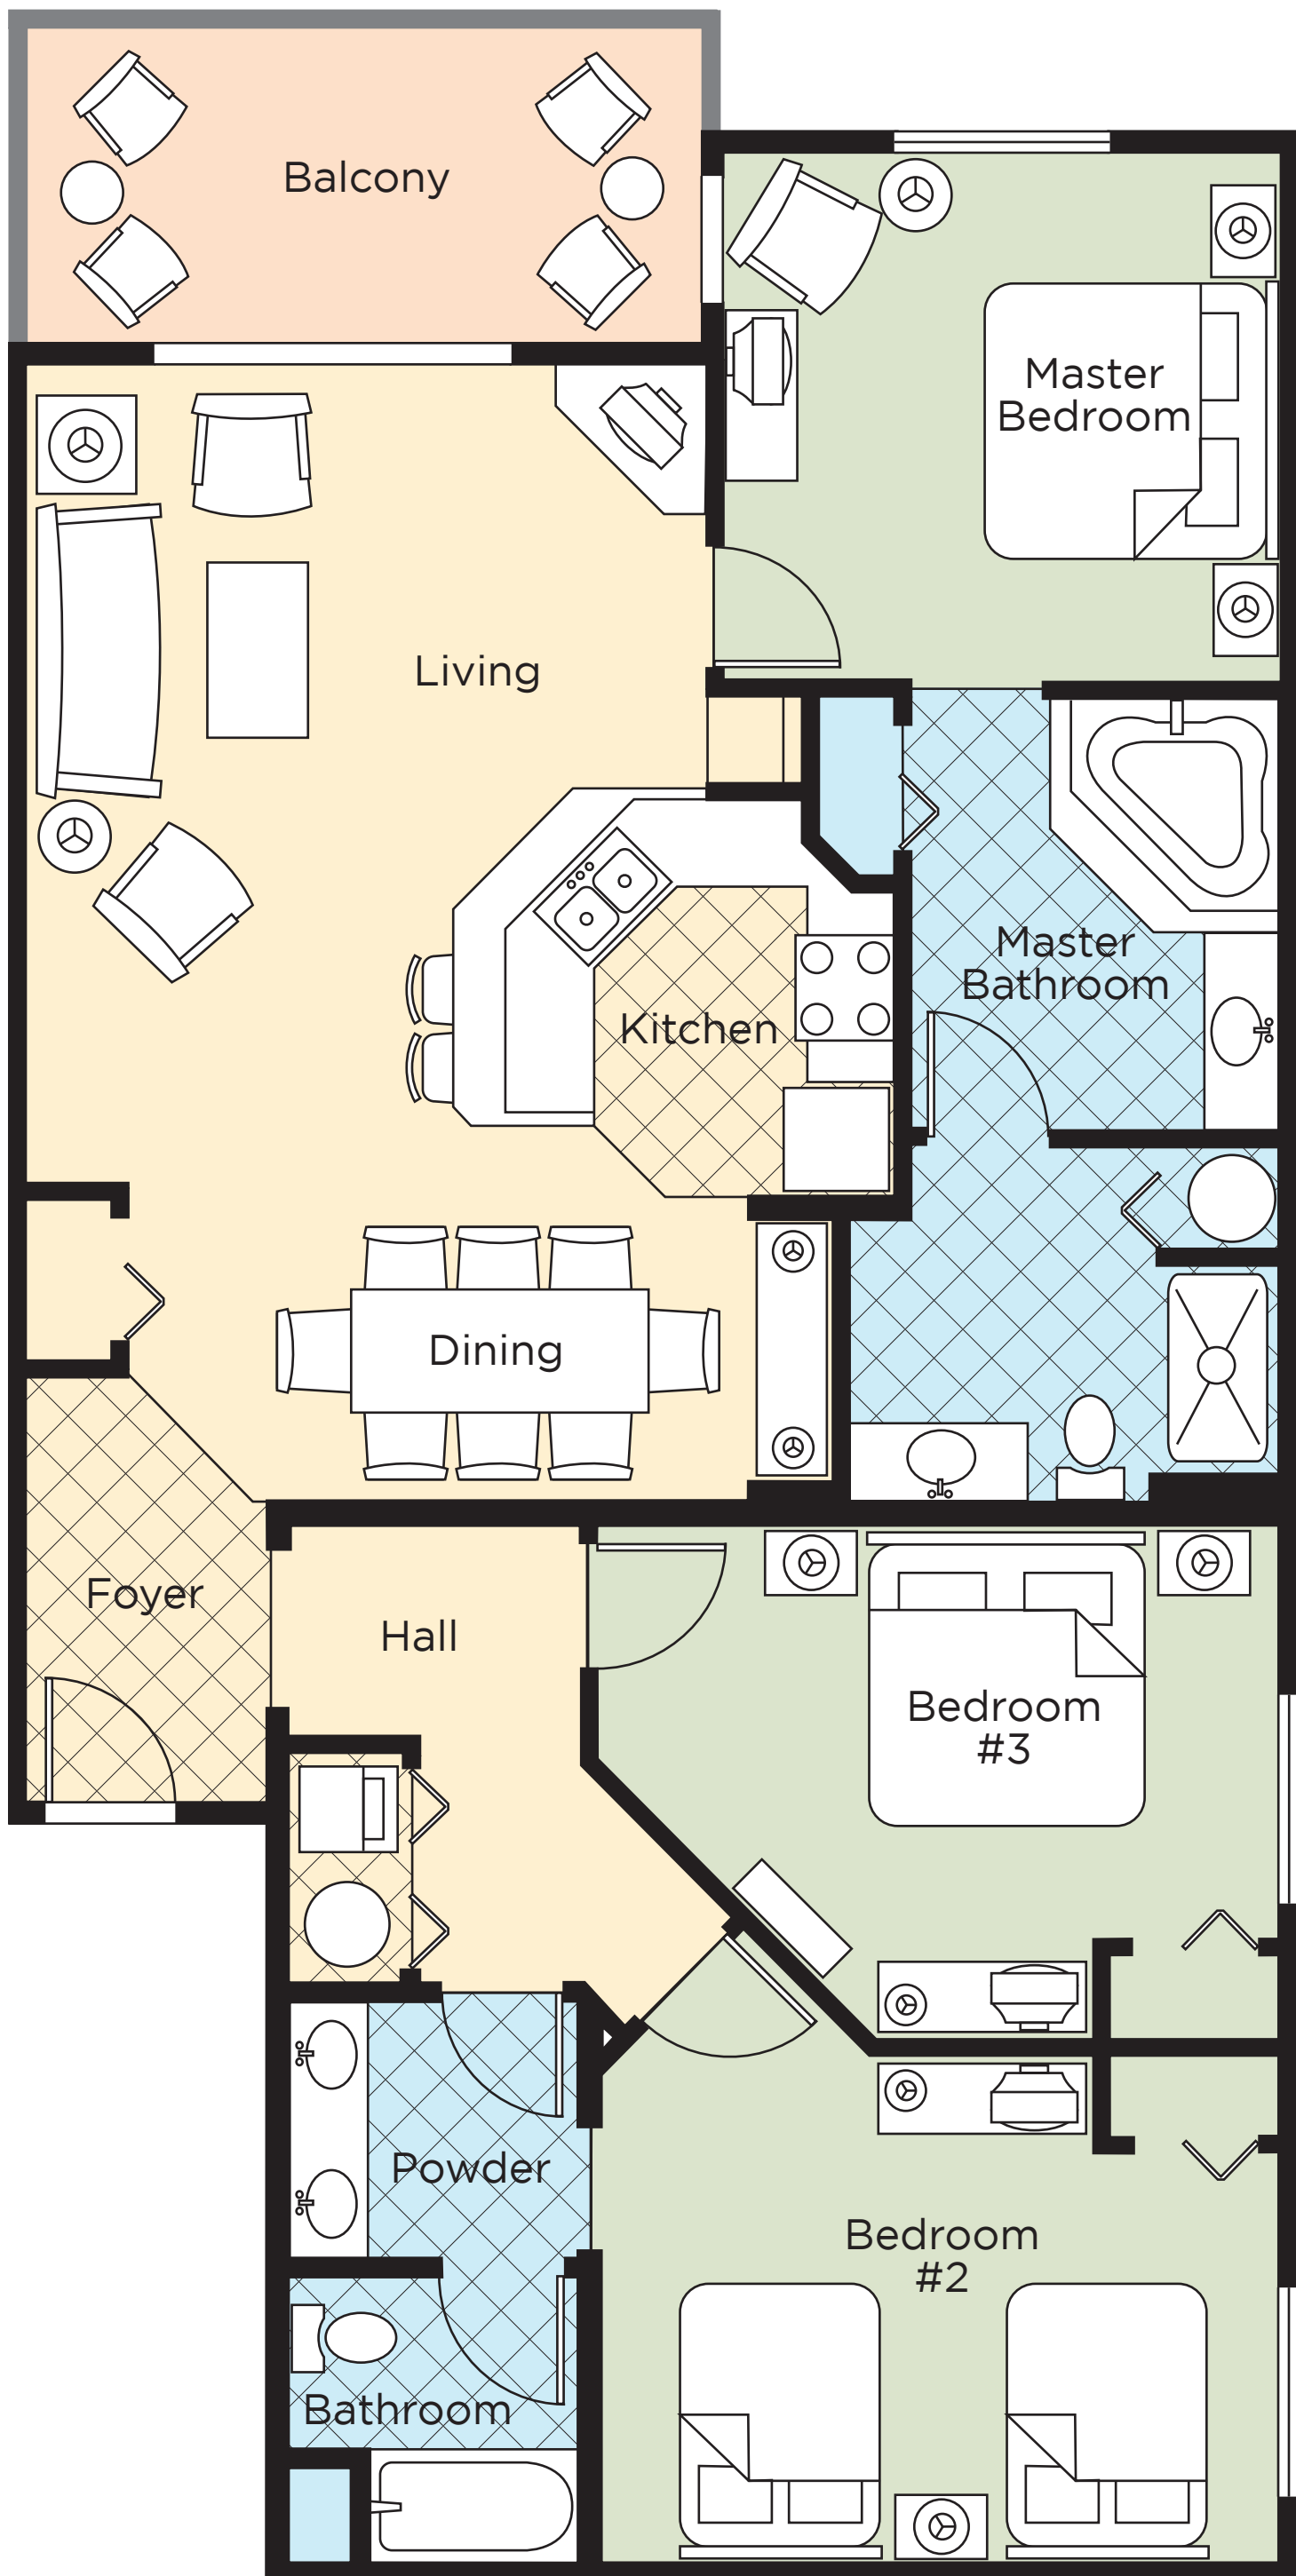 Balcony
Master
Bedroom
Living
Master
Bathroom
Kitchen
Dining
Foyer
Hall
Bedroom
#3
Powder
Bedroom
#2
Bathroom